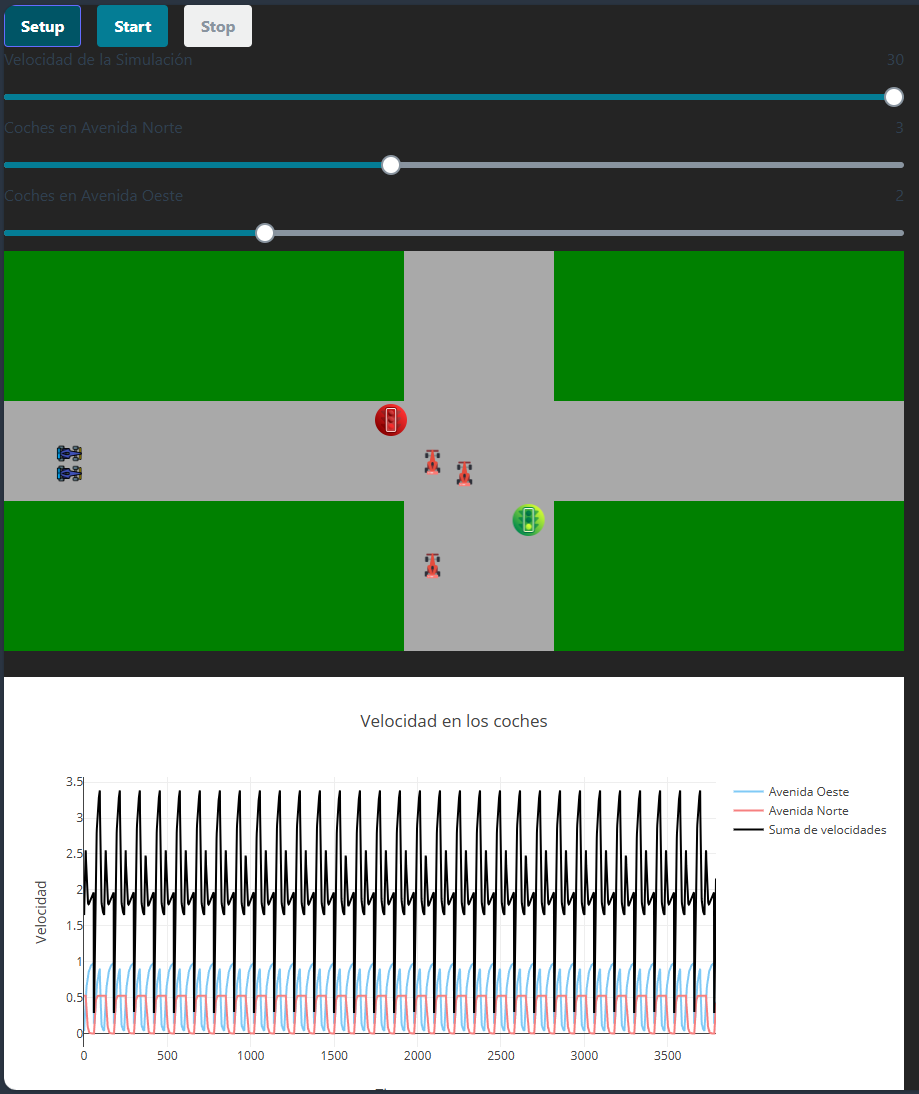 Setup Start Stop
Velocidad de la Simulación 30
Coches en Avenida Norte 3
Coches en Avenida Oeste 2
Velocidad en los coches
3.5
3
2.5
2
1.5
1
0.5
0
Velocidad
0 500 1000 1500 2000 2500 3000 3500
Avenida Oeste
Avenida Norte
Suma de velocidades